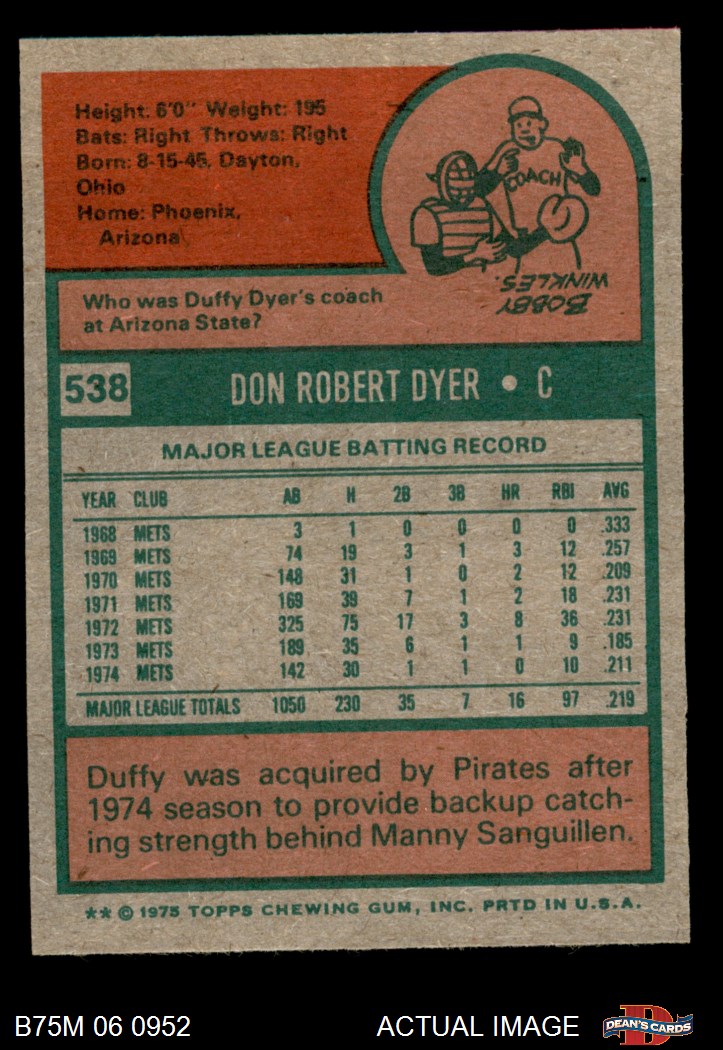 Height: 6'0" Weight: 195
Bats: Right Throws: Right
Born: 8-15-45, Dayton,
Ohio
Home: Phoenix,
Arizona
COACH
BOBBY
WINKLES.
Who was Duffy Dyer's coach
at Arizona State?
538 DON ROBERT DYER • C
MAJOR LEAGUE BATTING RECORD
YEAR CLUB AB H 2B 3B HR RBI AVG
1968 METS 3 1 0 0 0 0 .333
1969 METS 74 19 3 1 3 12 .257
1970 METS 148 31 1 0 2 12 .209
1971 METS 169 39 7 1 2 18 .231
1972 METS 325 75 17 3 8 36 .231
1973 METS 189 35 6 1 1 9 .185
1974 METS 142 30 1 1 0 10 .211
MAJOR LEAGUE TOTALS 1050 230 35 7 16 97 .219
Duffy was acquired by Pirates after
1974 season to provide backup catch-
ing strength behind Manny Sanguillen.
** © 1975 TOPPS CHEWING GUM, INC. PRTD IN U.S.A.
B75M 06 0952 ACTUAL IMAGE D DEAN'S CARDS